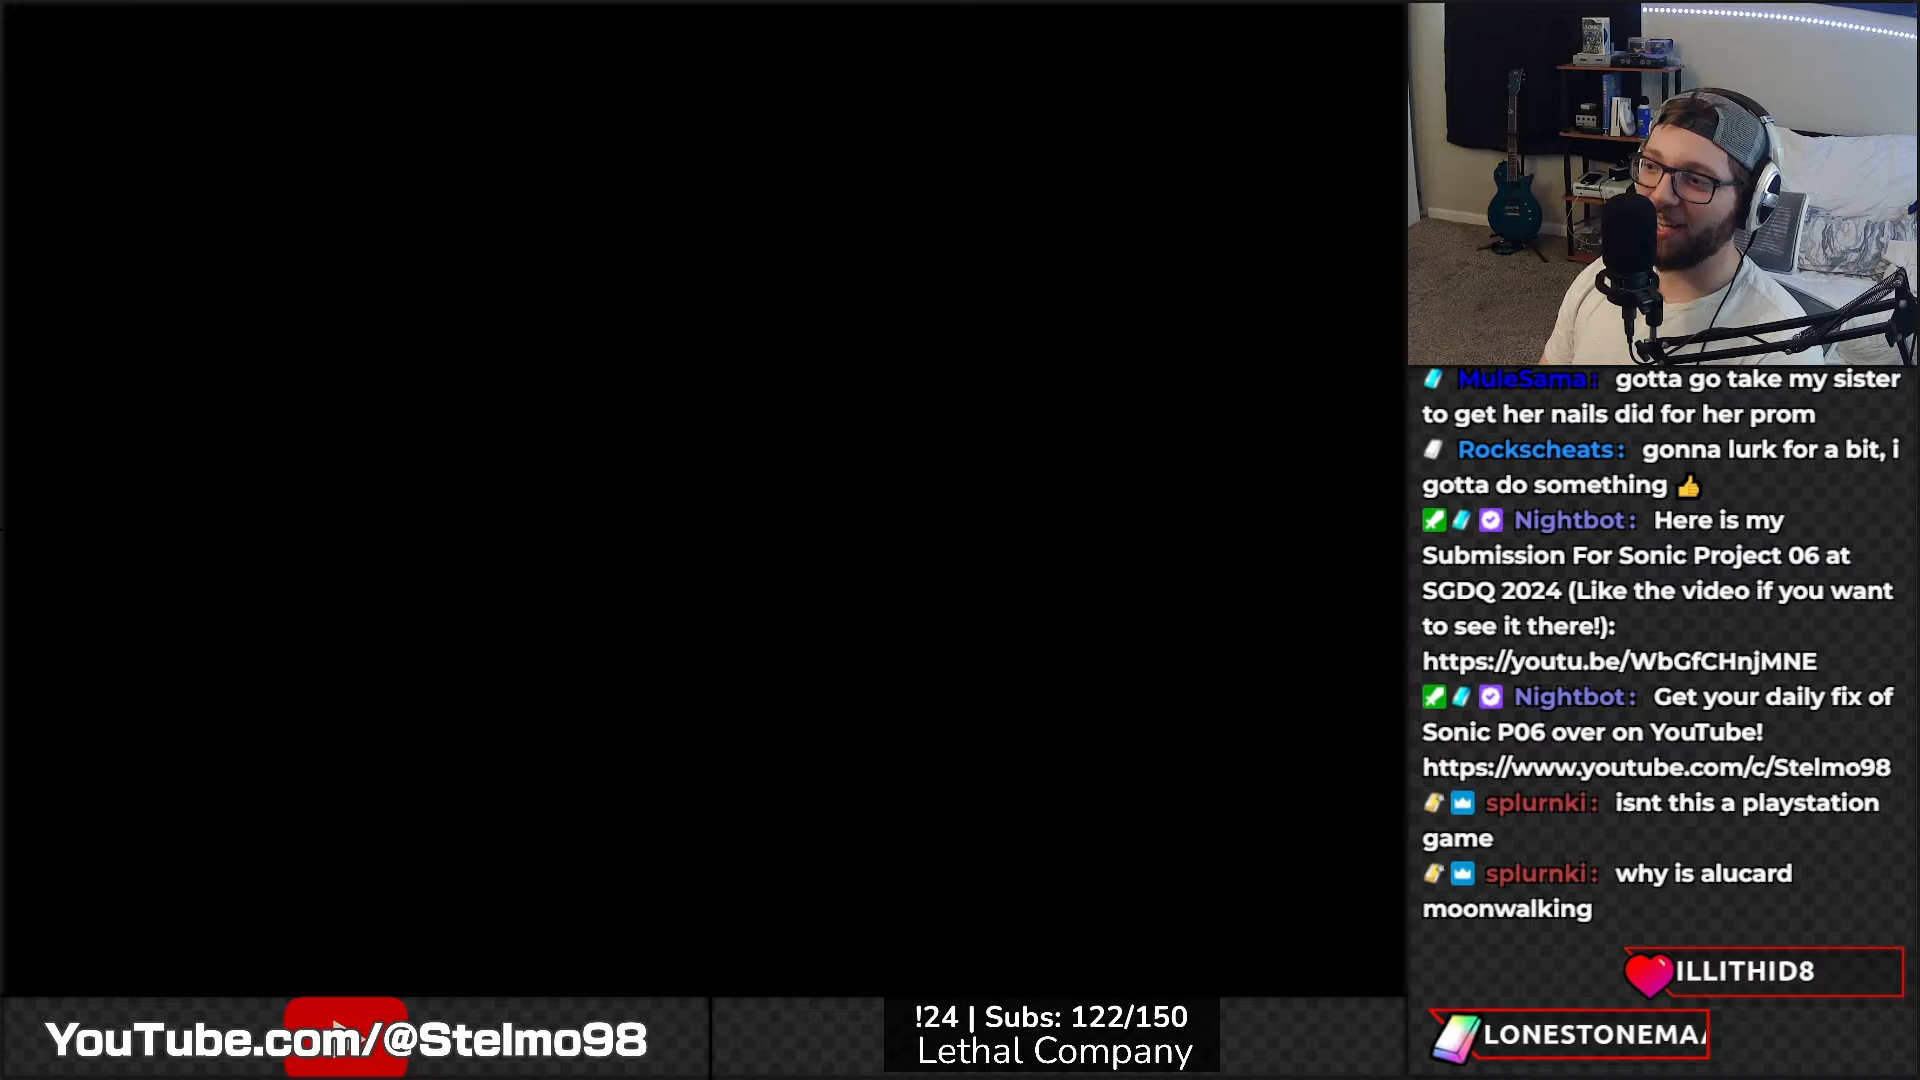 MuleSama: gotta go take my sister
to get her nails did for her prom
Rockscheats: gonna lurk for a bit, i
gotta do something 👍
Nightbot: Here is my
Submission For Sonic Project 06 at
SGDQ 2024 (Like the video if you want
to see it there!):
https://youtu.be/WbGfCHnjMNE
Nightbot: Get your daily fix of
Sonic P06 over on YouTube!
https://www.youtube.com/c/Stelmo98
splurnki: isnt this a playstation
game
splurnki: why is alucard
moonwalking
ILLITHID8
LONESTONEMA
YouTube.com/@Stelmo98
!24 | Subs: 122/150
Lethal Company